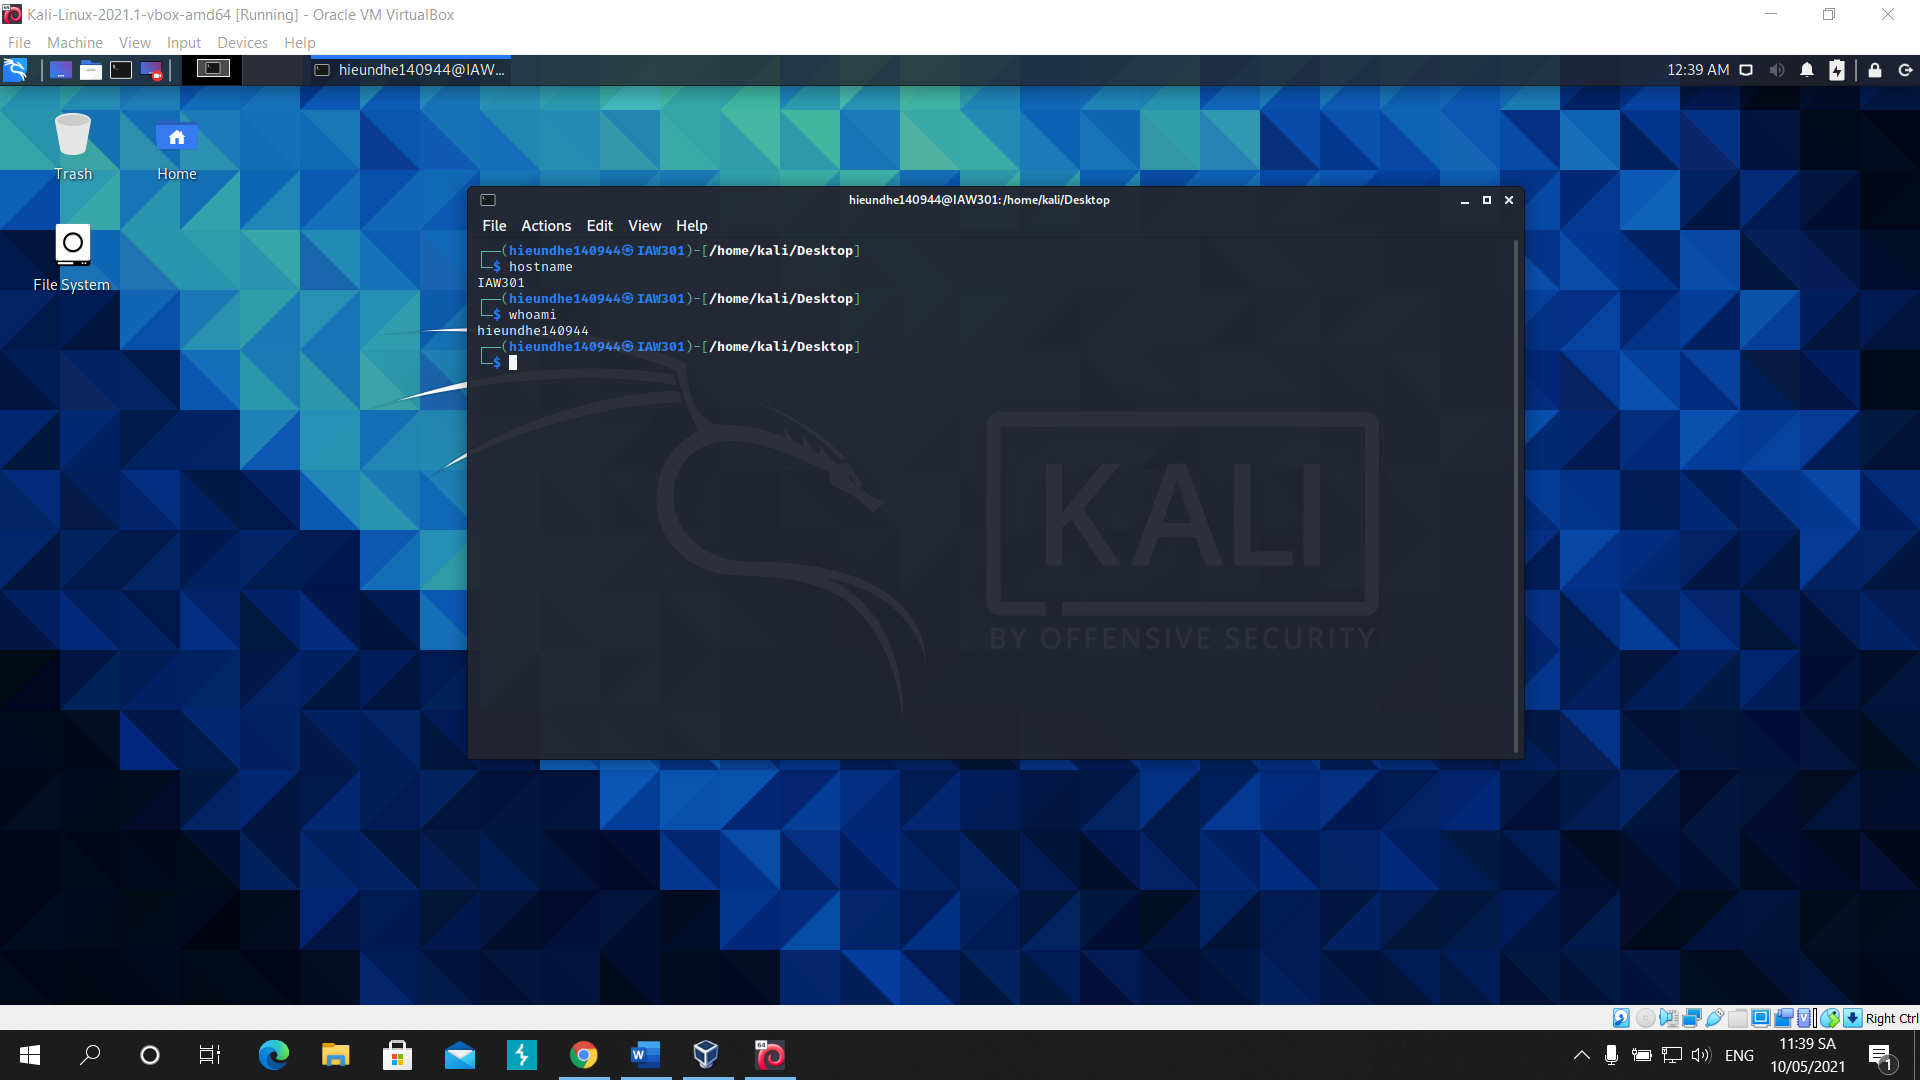 Kali-Linux-2021.1-vbox-amd64 [Running] - Oracle VM VirtualBox
File Machine View Input Devices Help
hieundhe140944@IAW...
12:39 AM
Trash
Home
File System
hieundhe140944@IAW301:/home/kali/Desktop
File Actions Edit View Help
┌──(hieundhe140944㉿IAW301)-[/home/kali/Desktop]
└─$ hostname
IAW301
┌──(hieundhe140944㉿IAW301)-[/home/kali/Desktop]
└─$ whoami
hieundhe140944
┌──(hieundhe140944㉿IAW301)-[/home/kali/Desktop]
└─$
KALI
BY OFFENSIVE SECURITY
Right Ctrl
64
ENG
11:39 SA
10/05/2021
1